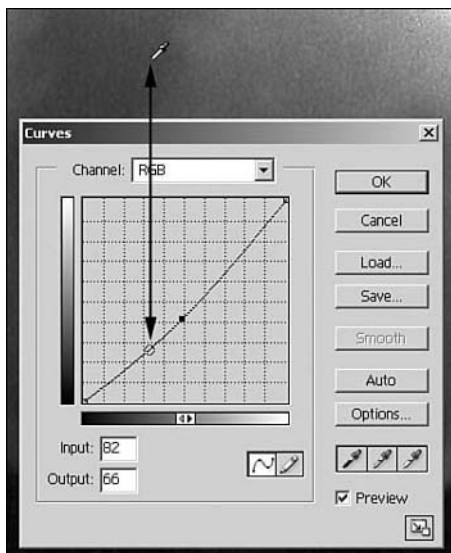 Curves
Channel: RGB
OK
Cancel
Load...
Save...
Smooth
Auto
Options...
Input: 82
Output: 66
Preview